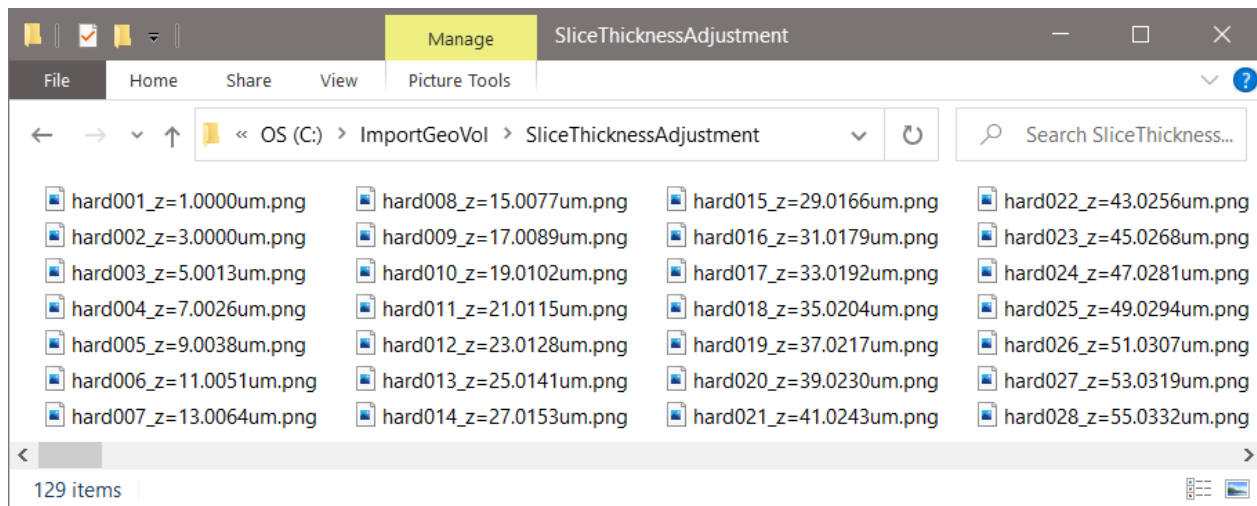 Manage SliceThicknessAdjustment
File Home Share View Picture Tools
« OS (C:) > ImportGeoVol > SliceThicknessAdjustment Search SliceThickness...
hard001_z=1.0000um.png hard008_z=15.0077um.png hard015_z=29.0166um.png hard022_z=43.0256um.png
hard002_z=3.0000um.png hard009_z=17.0089um.png hard016_z=31.0179um.png hard023_z=45.0268um.png
hard003_z=5.0013um.png hard010_z=19.0102um.png hard017_z=33.0192um.png hard024_z=47.0281um.png
hard004_z=7.0026um.png hard011_z=21.0115um.png hard018_z=35.0204um.png hard025_z=49.0294um.png
hard005_z=9.0038um.png hard012_z=23.0128um.png hard019_z=37.0217um.png hard026_z=51.0307um.png
hard006_z=11.0051um.png hard013_z=25.0141um.png hard020_z=39.0230um.png hard027_z=53.0319um.png
hard007_z=13.0064um.png hard014_z=27.0153um.png hard021_z=41.0243um.png hard028_z=55.0332um.png
129 items